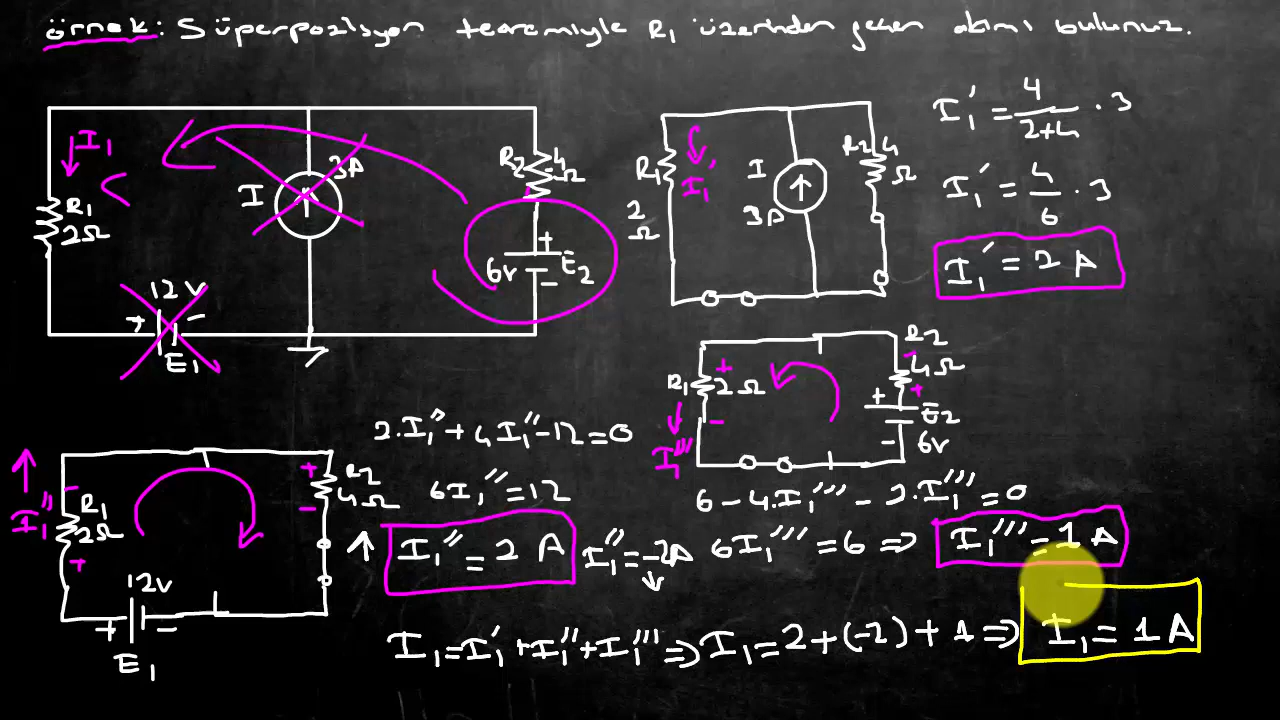 örnek: Süperpozisyon teoremiyle R₁ üzerinden geçen akımı bulunuz.
I₁
R₁
2Ω
I
3A
R₂ 4Ω
+
6V E₂
-
12V
+ -
E₁
R₁
2Ω
I₁'
I
3A
R₂ 4Ω
I₁' = 4/(2+4) · 3
I₁' = 4/6 · 3
I₁' = 2 A
R₂
- 4Ω +
R₁ + 2Ω -
I₁'''
+ E₂
- 6V
6 - 4.I₁''' - 2.I₁''' = 0
6I₁''' = 6 ⇒ I₁''' = 1 A
I₁''
- R₁
2Ω +
+ R₂
4Ω -
12V
+ -
E₁
2.I₁'' + 4I₁'' - 12 = 0
6I₁'' = 12
↑ I₁'' = 2 A I₁'' = -2A ↓
I₁ = I₁' + I₁'' + I₁''' ⇒ I₁ = 2 + (-2) + 1 ⇒ I₁ = 1 A